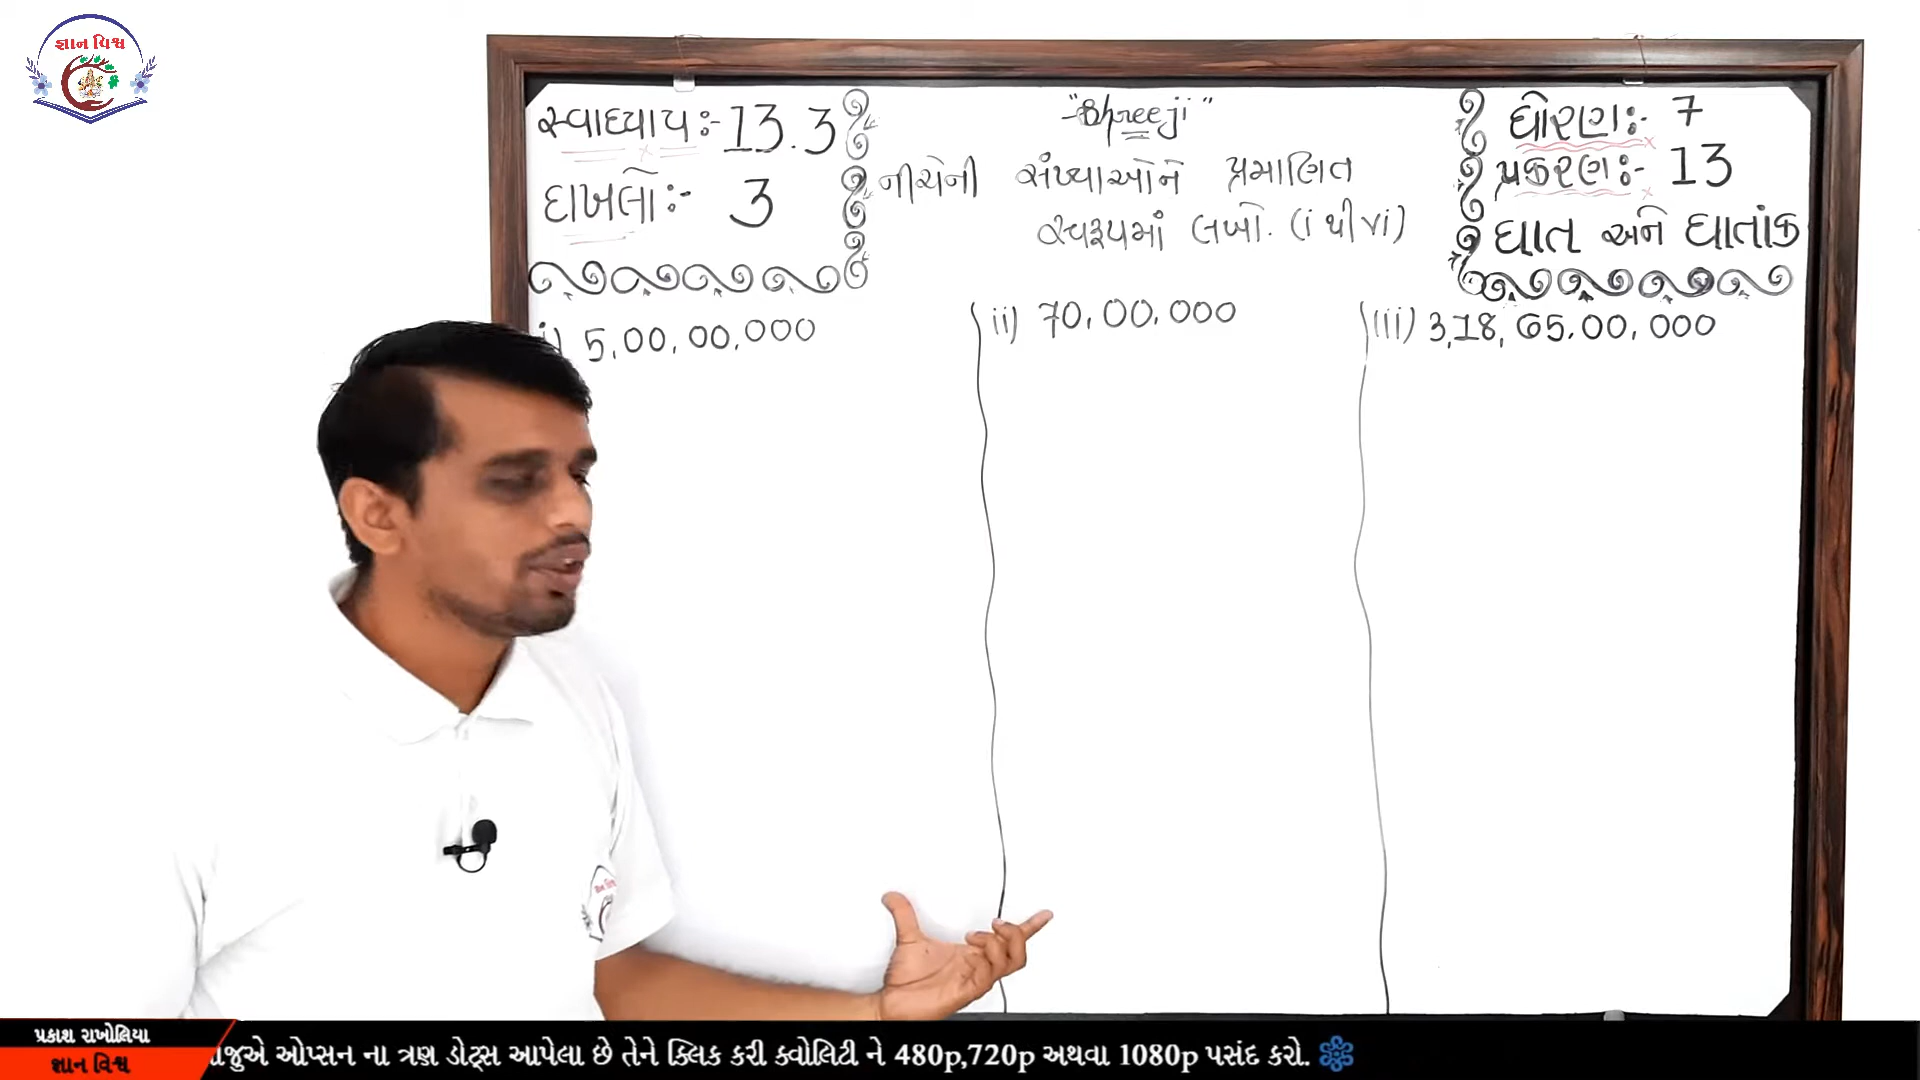 જ્ઞાન વિશ્વ
સ્વાધ્યાય:- 13.3
દાખલો:- 3
"Shreeji"
નીચેની સંખ્યાઓને પ્રમાણિત
સ્વરૂપમાં લખો. (i થી vi)
ધોરણ:- 7
પ્રકરણ:- 13
ઘાત અને ઘાતાંક
i) 5,00,00,000
ii) 70,00,000
iii) 3,18,65,00,000
પ્રકાશ રાખોલિયા
જ્ઞાન વિશ્વ
ાજુએ ઓપ્સન ના ત્રણ ડોટ્સ આપેલા છે તેને ક્લિક કરી ક્વોલિટી ને 480p,720p અથવા 1080p પસંદ કરો.